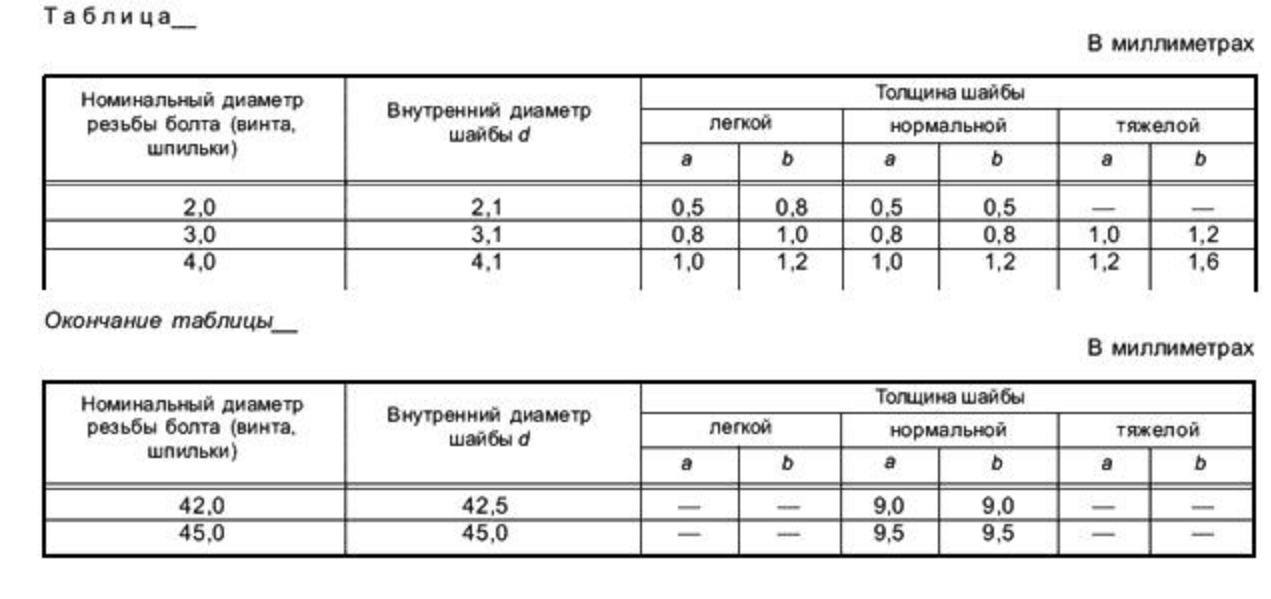 Таблица__
В миллиметрах
Номинальный диаметр резьбы болта (винта, шпильки) Внутренний диаметр шайбы d Толщина шайбы
легкой нормальной тяжелой
a b a b a b
2,0 2,1 0,5 0,8 0,5 0,5 — —
3,0 3,1 0,8 1,0 0,8 0,8 1,0 1,2
4,0 4,1 1,0 1,2 1,0 1,2 1,2 1,6
Окончание таблицы__
В миллиметрах
Номинальный диаметр резьбы болта (винта, шпильки) Внутренний диаметр шайбы d Толщина шайбы
легкой нормальной тяжелой
a b a b a b
42,0 42,5 — — 9,0 9,0 — —
45,0 45,0 — — 9,5 9,5 — —